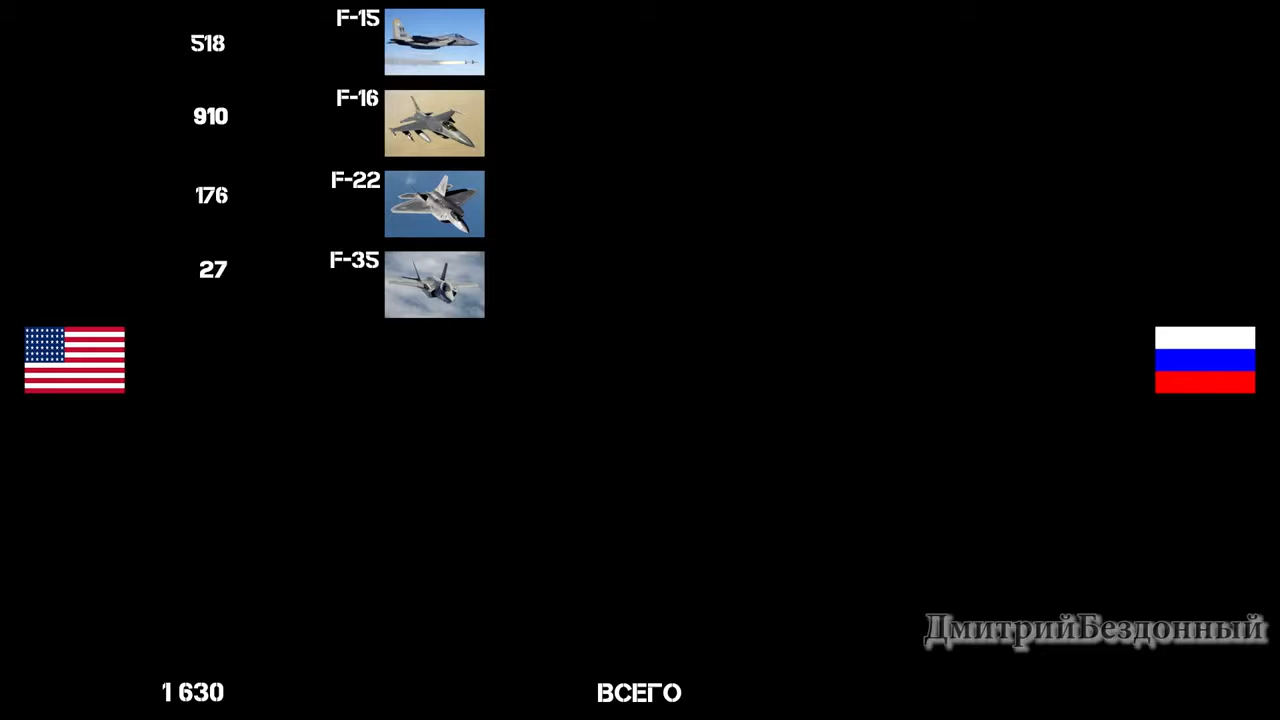 F-15
518
F-16
910
F-22
176
F-35
27
ДмитрийБездонный
1 630 ВСЕГО